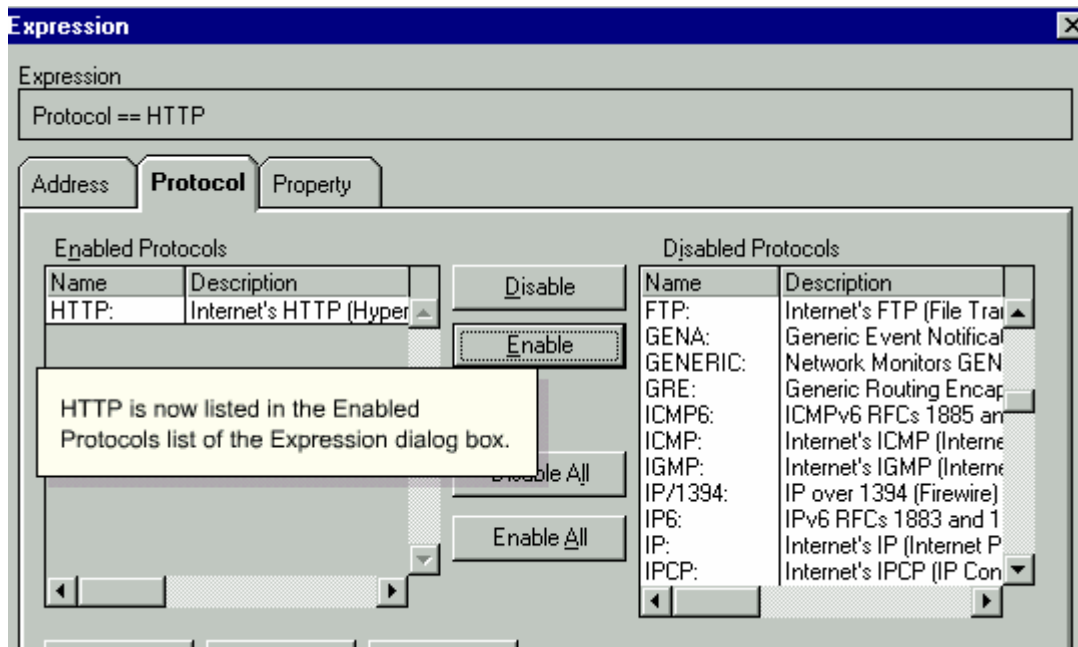 Expression
Expression
Protocol == HTTP
Address Protocol Property
Enabled Protocols
Name Description
HTTP: Internet's HTTP (Hyper
HTTP is now listed in the Enabled
Protocols list of the Expression dialog box.
Disable
Enable
Disable All
Enable All
Disabled Protocols
Name Description
FTP: Internet's FTP (File Tra
GENA: Generic Event Notifica
GENERIC: Network Monitors GEN
GRE: Generic Routing Encap
ICMP6: ICMPv6 RFCs 1885 an
ICMP: Internet's ICMP (Interne
IGMP: Internet's IGMP (Interne
IP/1394: IP over 1394 (Firewire)
IP6: IPv6 RFCs 1883 and 1
IP: Internet's IP (Internet P
IPCP: Internet's IPCP (IP Con